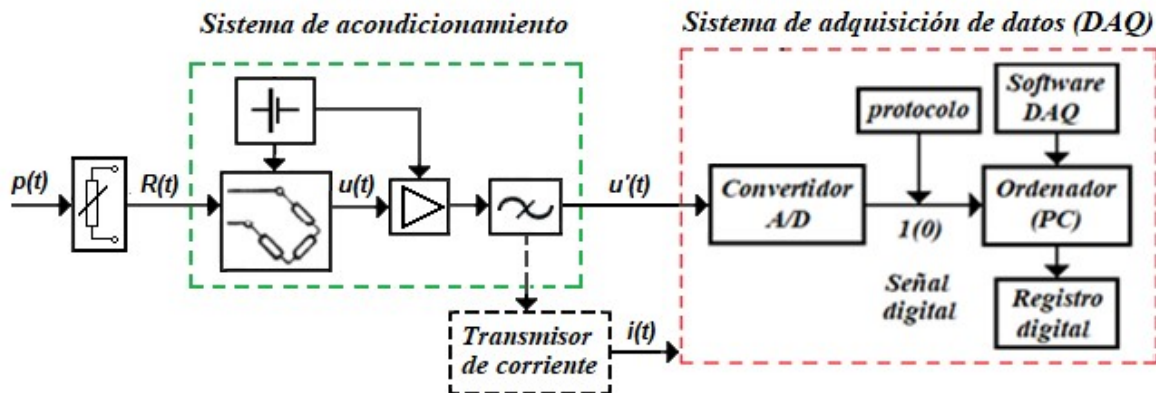 Sistema de acondicionamiento
Sistema de adquisición de datos (DAQ)
p(t)
R(t)
u(t)
u'(t)
Transmisor
de corriente
i(t)
Convertidor
A/D
protocolo
1(0)
Señal
digital
Software
DAQ
Ordenador
(PC)
Registro
digital